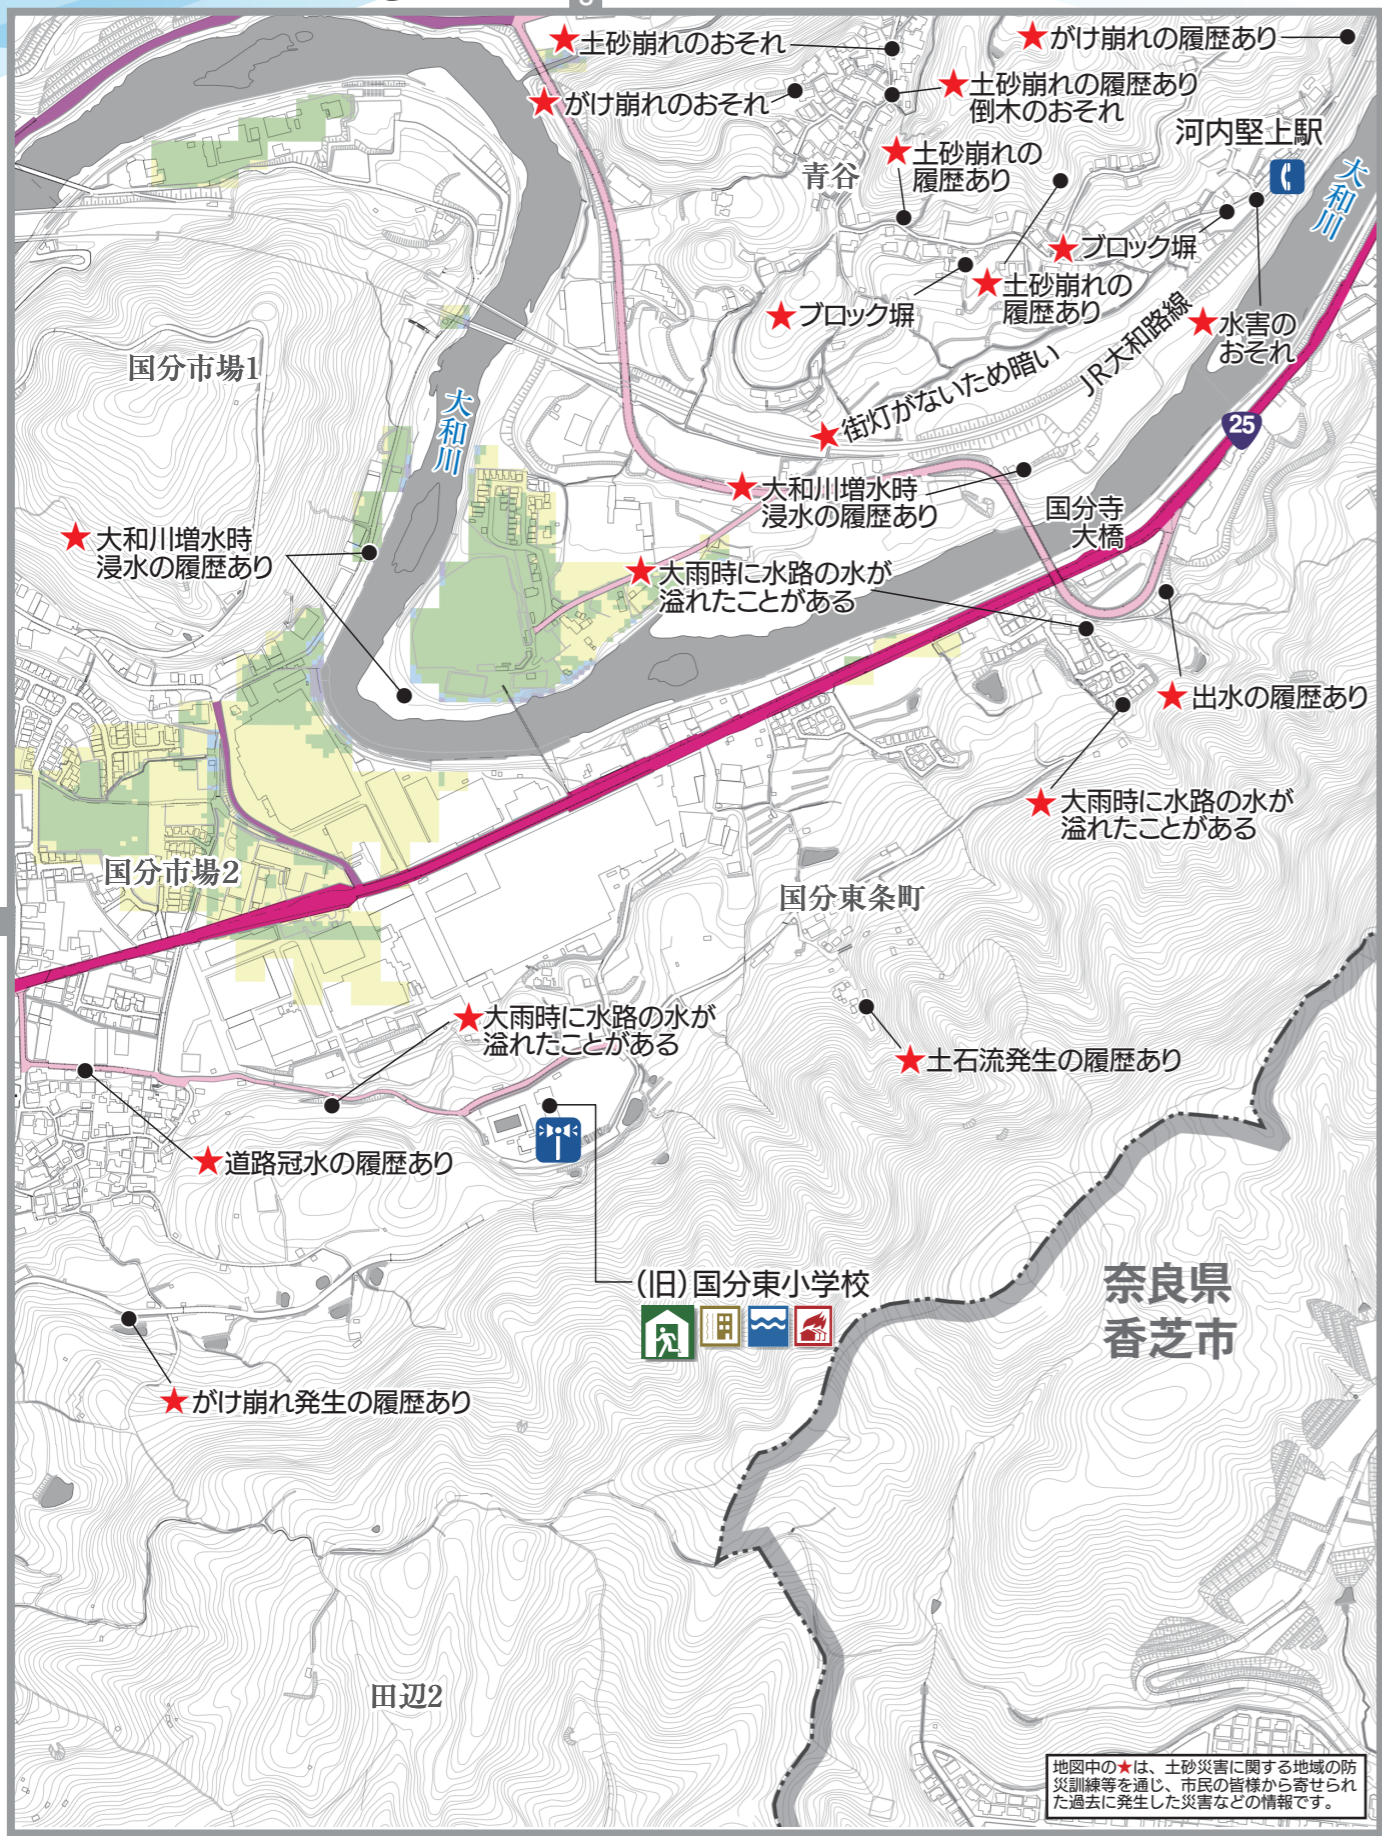 ★土砂崩れのおそれ
★がけ崩れの履歴あり
★がけ崩れのおそれ
★土砂崩れの履歴あり
倒木のおそれ
河内堅上駅
★土砂崩れの
履歴あり
青谷
大和川
★ブロック塀
★土砂崩れの
履歴あり
★ブロック塀
★水害の
おそれ
JR大和路線
★街灯がないため暗い
国分市場1
大和川
25
★大和川増水時
浸水の履歴あり
国分寺
大橋
★大和川増水時
浸水の履歴あり
★大雨時に水路の水が
溢れたことがある
★出水の履歴あり
★大雨時に水路の水が
溢れたことがある
国分市場2
国分東条町
★大雨時に水路の水が
溢れたことがある
★土石流発生の履歴あり
★道路冠水の履歴あり
(旧)国分東小学校
奈良県
香芝市
★がけ崩れ発生の履歴あり
田辺2
地図中の★は、土砂災害に関する地域の防
災訓練等を通じ、市民の皆様から寄せられ
た過去に発生した災害などの情報です。